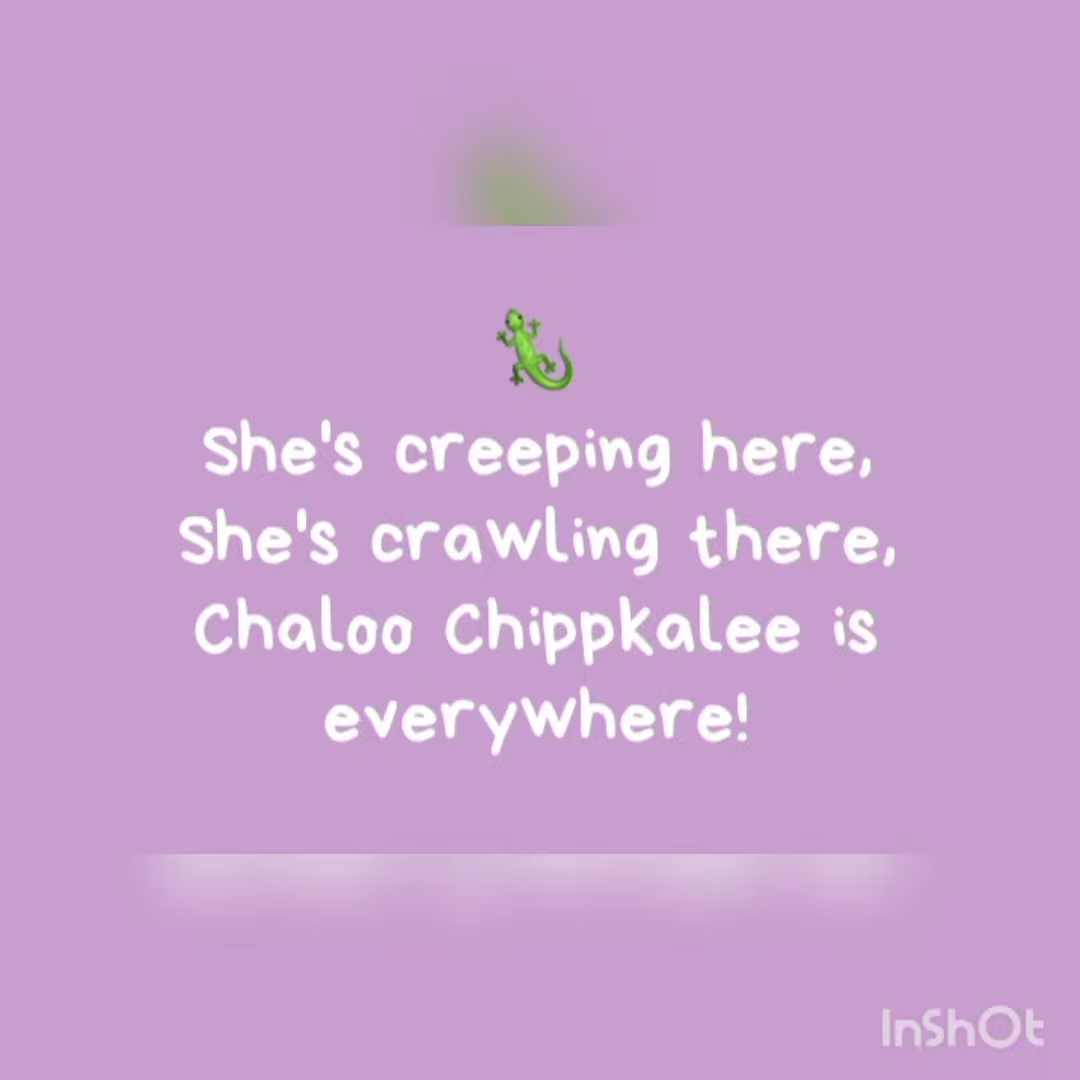 She's creeping here,
She's crawling there,
Chaloo Chippkalee is
everywhere!
InShOt